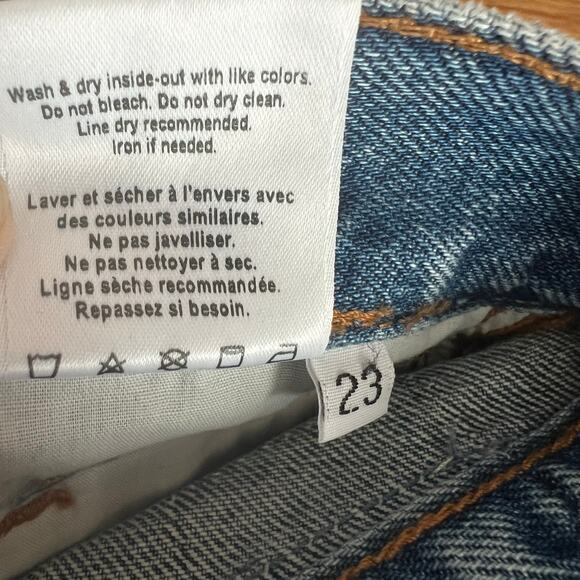 Wash & dry inside-out with like colors.
Do not bleach. Do not dry clean.
Line dry recommended.
Iron if needed.
Laver et sécher à l'envers avec
des couleurs similaires.
Ne pas javelliser.
Ne pas nettoyer à sec.
Ligne sèche recommandée.
Repassez si besoin.
23